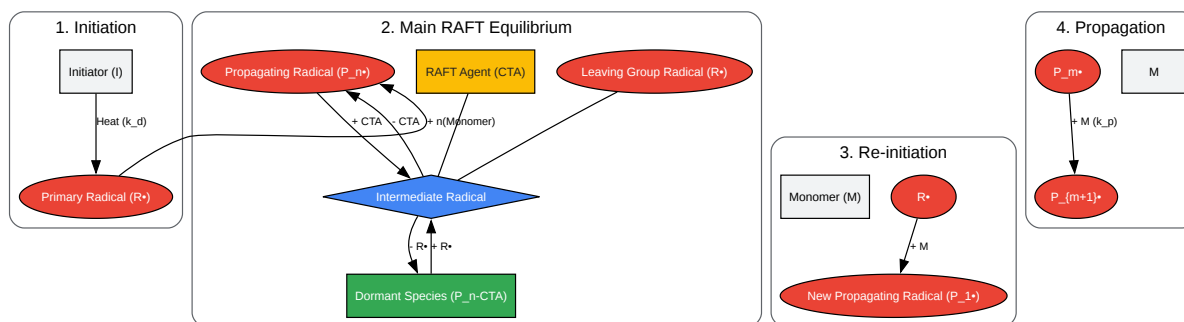 1. Initiation
Initiator (I)
Heat (k_d)
Primary Radical (R•)
2. Main RAFT Equilibrium
Propagating Radical (P_n•)
RAFT Agent (CTA)
Leaving Group Radical (R•)
+ CTA
- CTA
+ n(Monomer)
Intermediate Radical
- R•
+ R•
Dormant Species (P_n-CTA)
3. Re-initiation
Monomer (M)
R•
+ M
New Propagating Radical (P_1•)
4. Propagation
P_m•
M
+ M (k_p)
P_{m+1}•